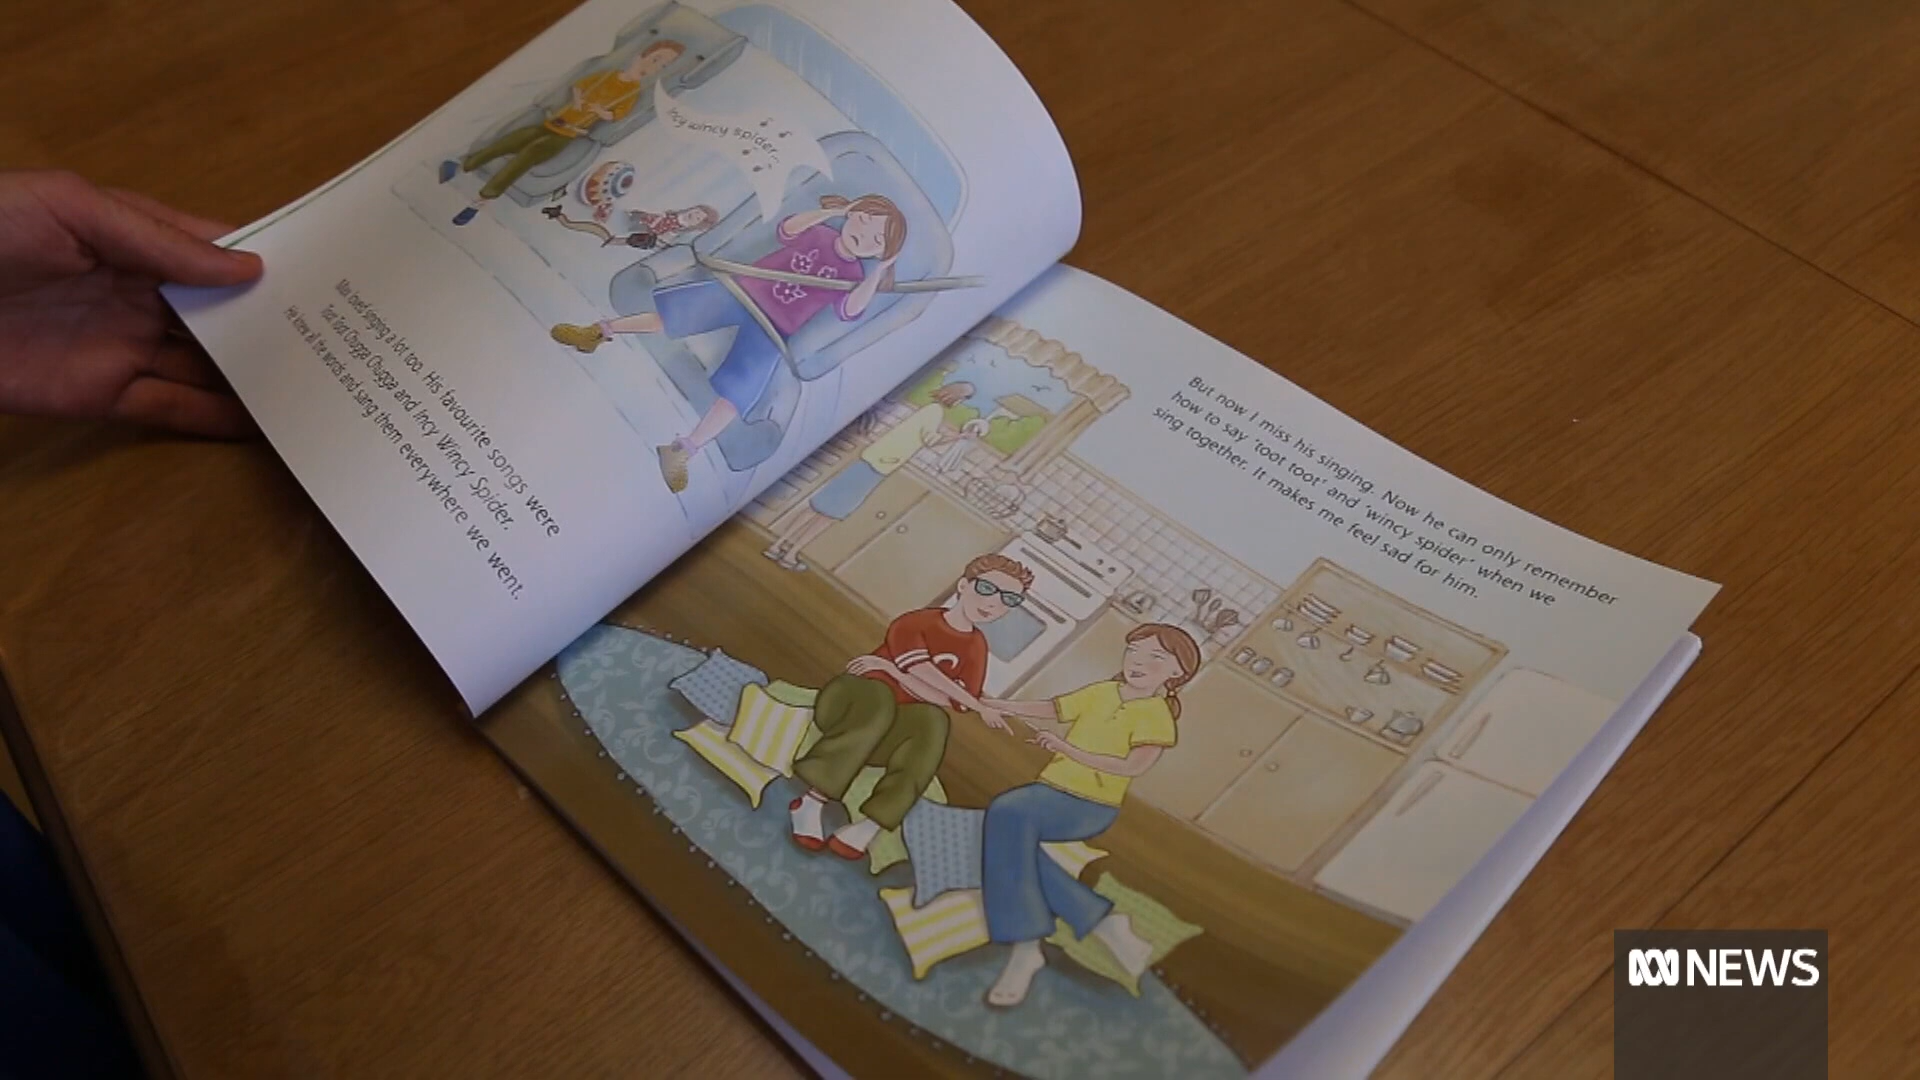 incy wincy spider...
Max loved singing a lot too. His favourite songs were
Toot Toot Chugga Chugga and Incy Wincy Spider.
He knew all the words and sang them everywhere we went.
But now I miss his singing. Now he can only remember
how to say 'toot toot' and 'wincy spider' when we
sing together. It makes me feel sad for him.
NEWS